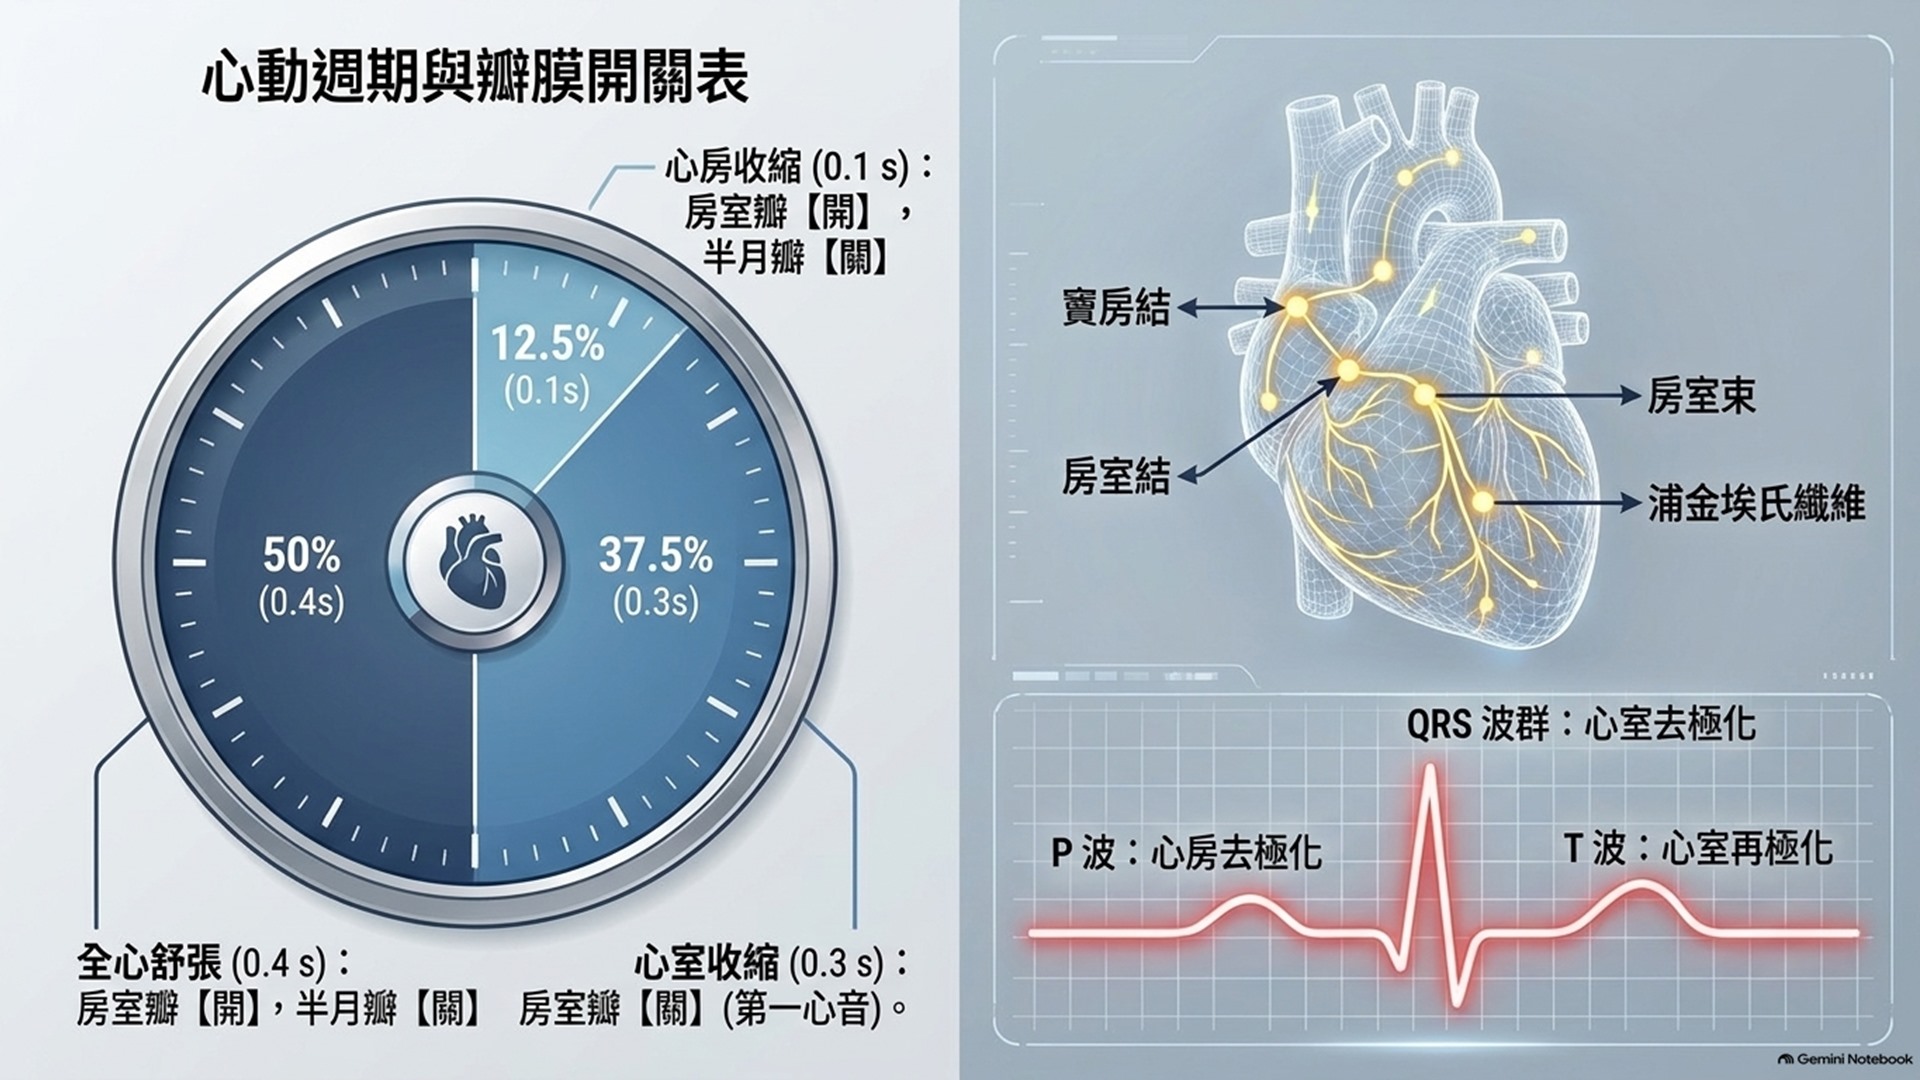 心動週期與瓣膜開關表
心房收縮 (0.1 s)：
房室瓣【開】，
半月瓣【關】
12.5%
(0.1s)
50%
(0.4s)
37.5%
(0.3s)
全心舒張 (0.4 s)：
房室瓣【開】，半月瓣【關】
心室收縮 (0.3 s)：
房室瓣【關】(第一心音)。
竇房結
房室結
房室束
浦金埃氏纖維
QRS 波群：心室去極化
P 波：心房去極化
T 波：心室再極化
Gemini Notebook